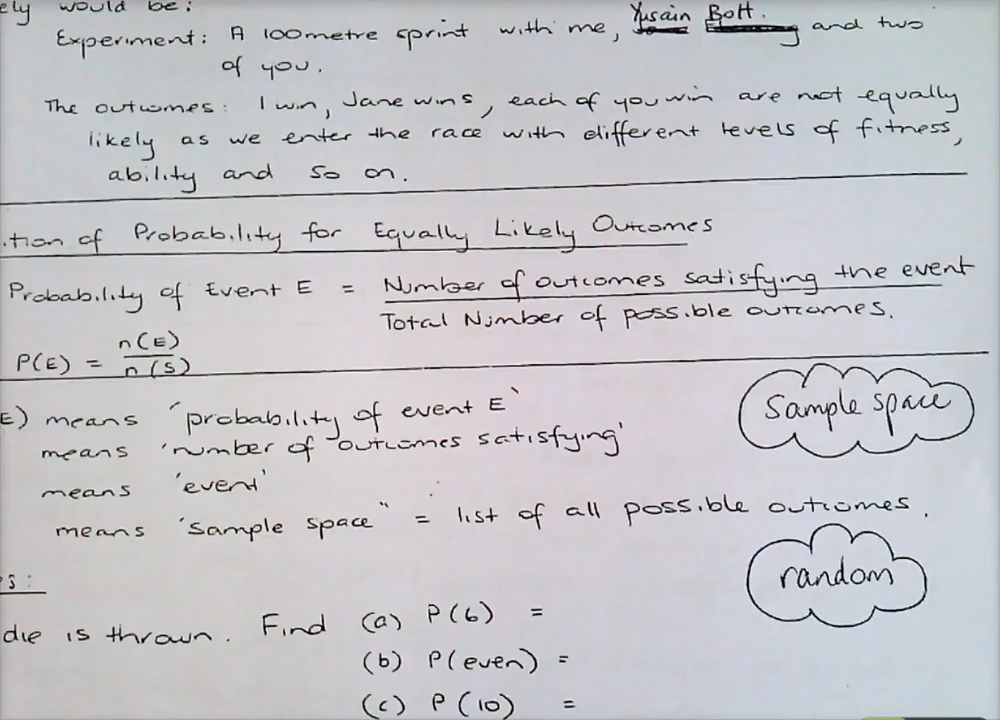 ely would be:
Experiment: A 100metre sprint with me, Yusain Bolt. and two
of you.
The outcomes: I win, Jane wins, each of you win are not equally
likely as we enter the race with different levels of fitness,
ability and so on.
ition of Probability for Equally Likely Outcomes
Probability of Event E = Number of outcomes satisfying the event
Total Number of possible outcomes.
P(E) = n(E)
n(S)
Sample space
E) means 'probability of event E'
means 'number of outcomes satisfying'
means 'event'
means 'sample space" = list of all possible outcomes.
random
es:
die is thrown. Find (a) P(6) =
(b) P(even) =
(c) P(10) =